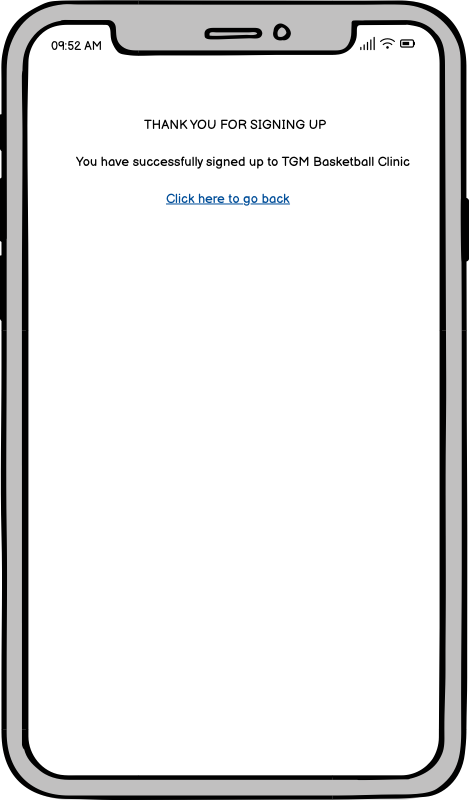 09:52 AM
THANK YOU FOR SIGNING UP
You have successfully signed up to TGM Basketball Clinic
Click here to go back